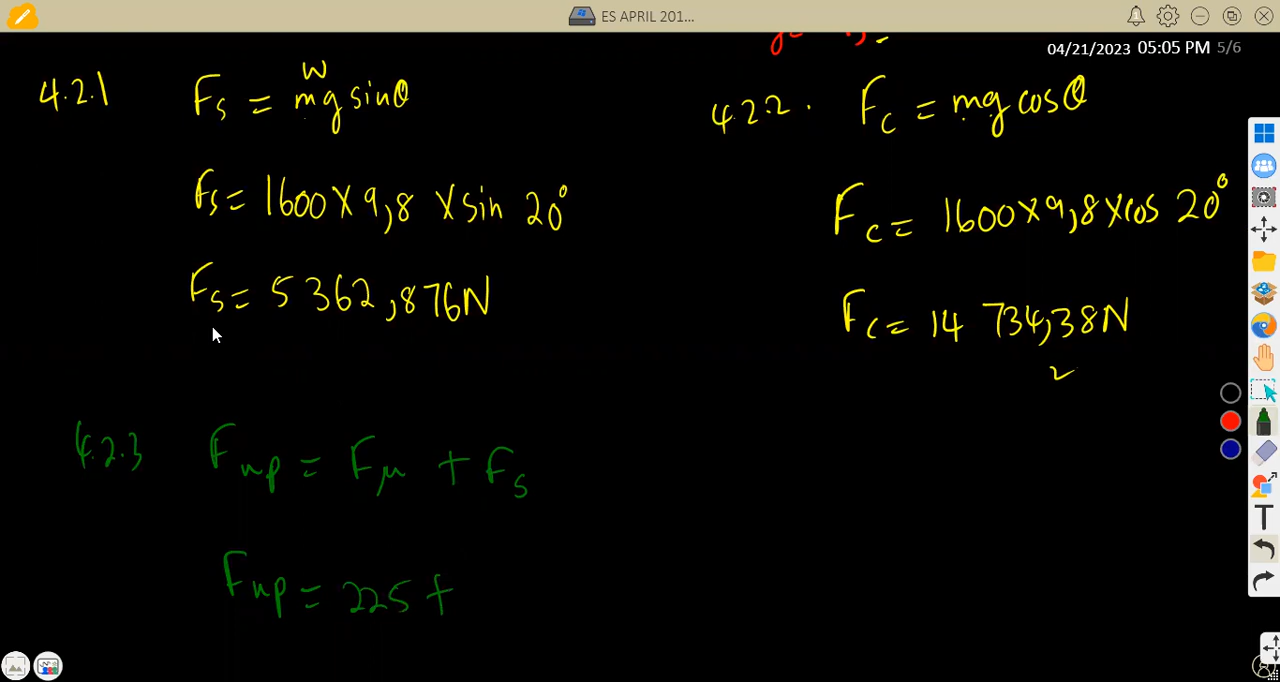 ES APRIL 201...
04/21/2023 05:05 PM 5/6
4.2.1 Fs = mg sinθ
W
Fs = 1600 x 9,8 x sin 20°
Fs = 5 362,876N
4.2.2. Fc = mg cosθ
Fc = 1600 x 9,8 x cos 20°
Fc = 14 734,38N
4.2.3 Fup = Fμ + Fs
Fup = 225 +
T